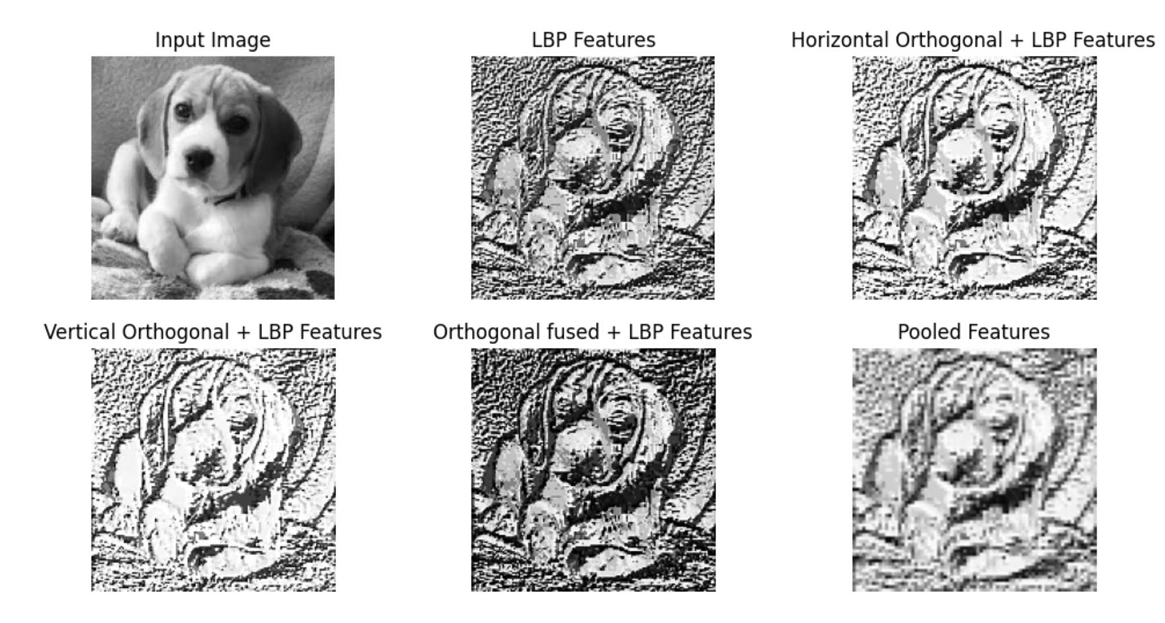 Input Image
LBP Features
Horizontal Orthogonal + LBP Features
Vertical Orthogonal + LBP Features
Orthogonal fused + LBP Features
Pooled Features